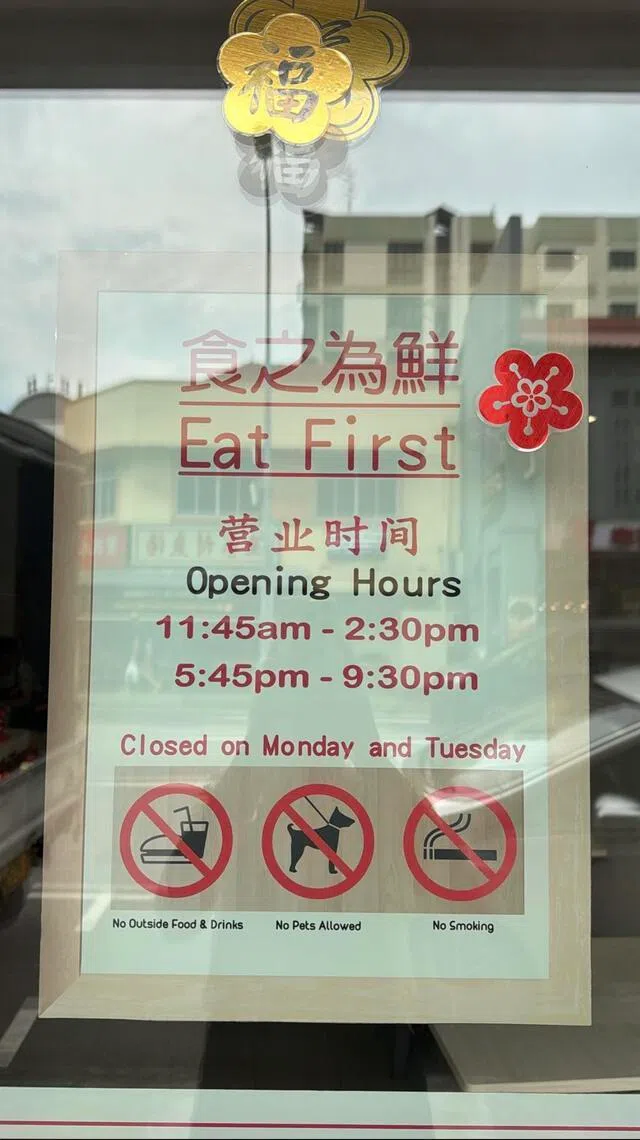 福
食之為鮮
Eat First
营业时间
Opening Hours
11:45am - 2:30pm
5:45pm - 9:30pm
Closed on Monday and Tuesday
No Outside Food & Drinks No Pets Allowed No Smoking